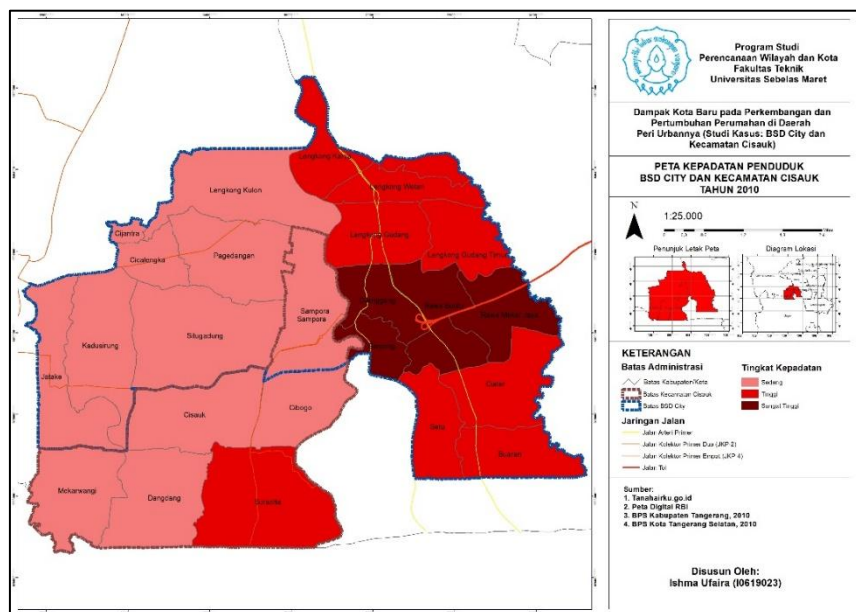 Program Studi
Perencanaan Wilayah dan Kota
Fakultas Teknik
Universitas Sebelas Maret
Dampak Kota Baru pada Perkembangan dan
Pertumbuhan Perumahan di Daerah
Peri Urbannya (Studi Kasus: BSD City dan
Kecamatan Cisauk)
PETA KEPADATAN PENDUDUK
BSD CITY DAN KECAMATAN CISAUK
TAHUN 2010
N
1:25.000
Penunjuk Letak Peta
Diagram Lokasi
KETERANGAN
Batas Administrasi
Batas Kabupaten/Kota
Batas Kecamatan Cisauk
Batas BSD City
Tingkat Kepadatan
Sedang
Tinggi
Sangat Tinggi
Jaringan Jalan
Jalan Arteri Primer
Jalan Kolektor Primer Dua (JKP 2)
Jalan Kolektor Primer Empat (JKP 4)
Jalan Tol
Sumber:
1. Tanahairku.go.id
2. Peta Digital RBI
3. BPS Kabupaten Tangerang, 2010
4. BPS Kota Tangerang Selatan, 2010
Disusun Oleh:
Ishma Ufaira (I0619023)
Lengkong Karya
Lengkong Kulon
Lengkong Wetan
Cijantra
Lengkong Gudang
Pagedangan
Cicalengka
Lengkong Gudang Timur
Sampora
Sampora
Situgadung
Kadusirung
Jatake
Cisauk
Cibogo
Ciater
Serpong
Buaran
Mekarwangi
Dangdang
Suradita